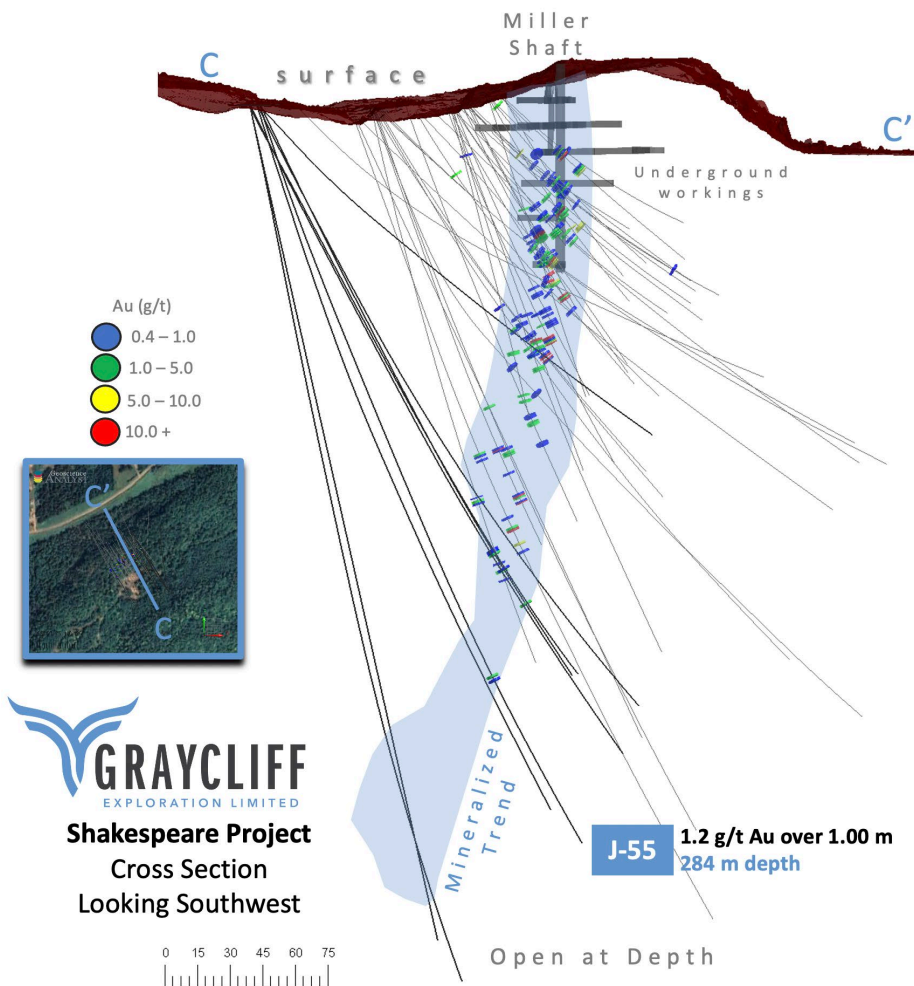 Miller
Shaft
C
surface
C'
Underground
workings
Au (g/t)
0.4 – 1.0
1.0 – 5.0
5.0 – 10.0
10.0 +
Geoscience
ANALYST
C'
C
GRAYCLIFF
EXPLORATION LIMITED
Shakespeare Project
Cross Section
Looking Southwest
Mineralized
Trend
J-55
1.2 g/t Au over 1.00 m
284 m depth
0 15 30 45 60 75
Open at Depth